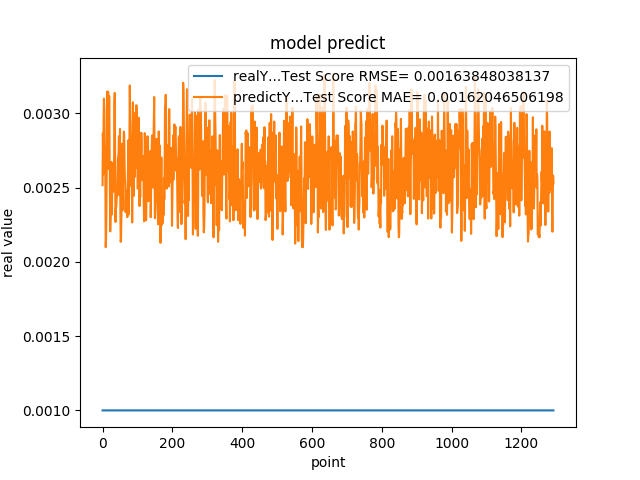 model predict
realY...Test Score RMSE= 0.00163848038137
predictY...Test Score MAE= 0.00162046506198
0.0030
0.0025
0.0020
0.0015
0.0010
real value
0 200 400 600 800 1000 1200
point